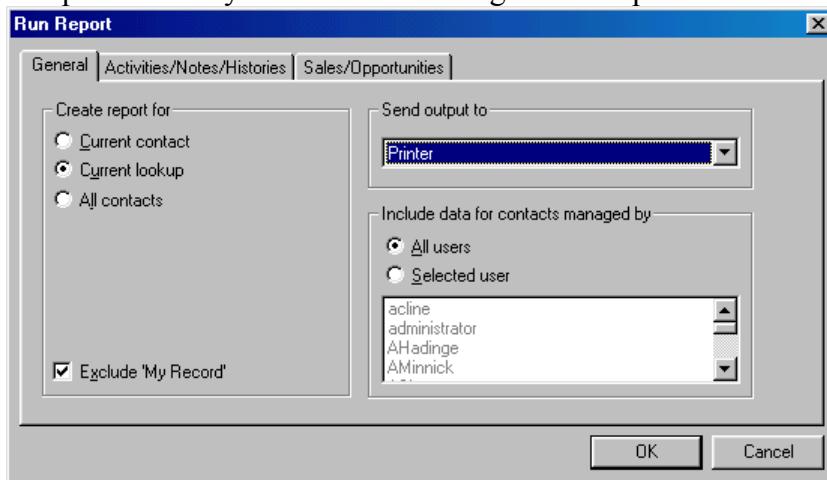 Run Report
General Activities/Notes/Histories Sales/Opportunities
Create report for
Current contact
Current lookup
All contacts
Exclude 'My Record'
Send output to
Printer
Include data for contacts managed by
All users
Selected user
acline
administrator
AHadinge
AMinnick
OK Cancel